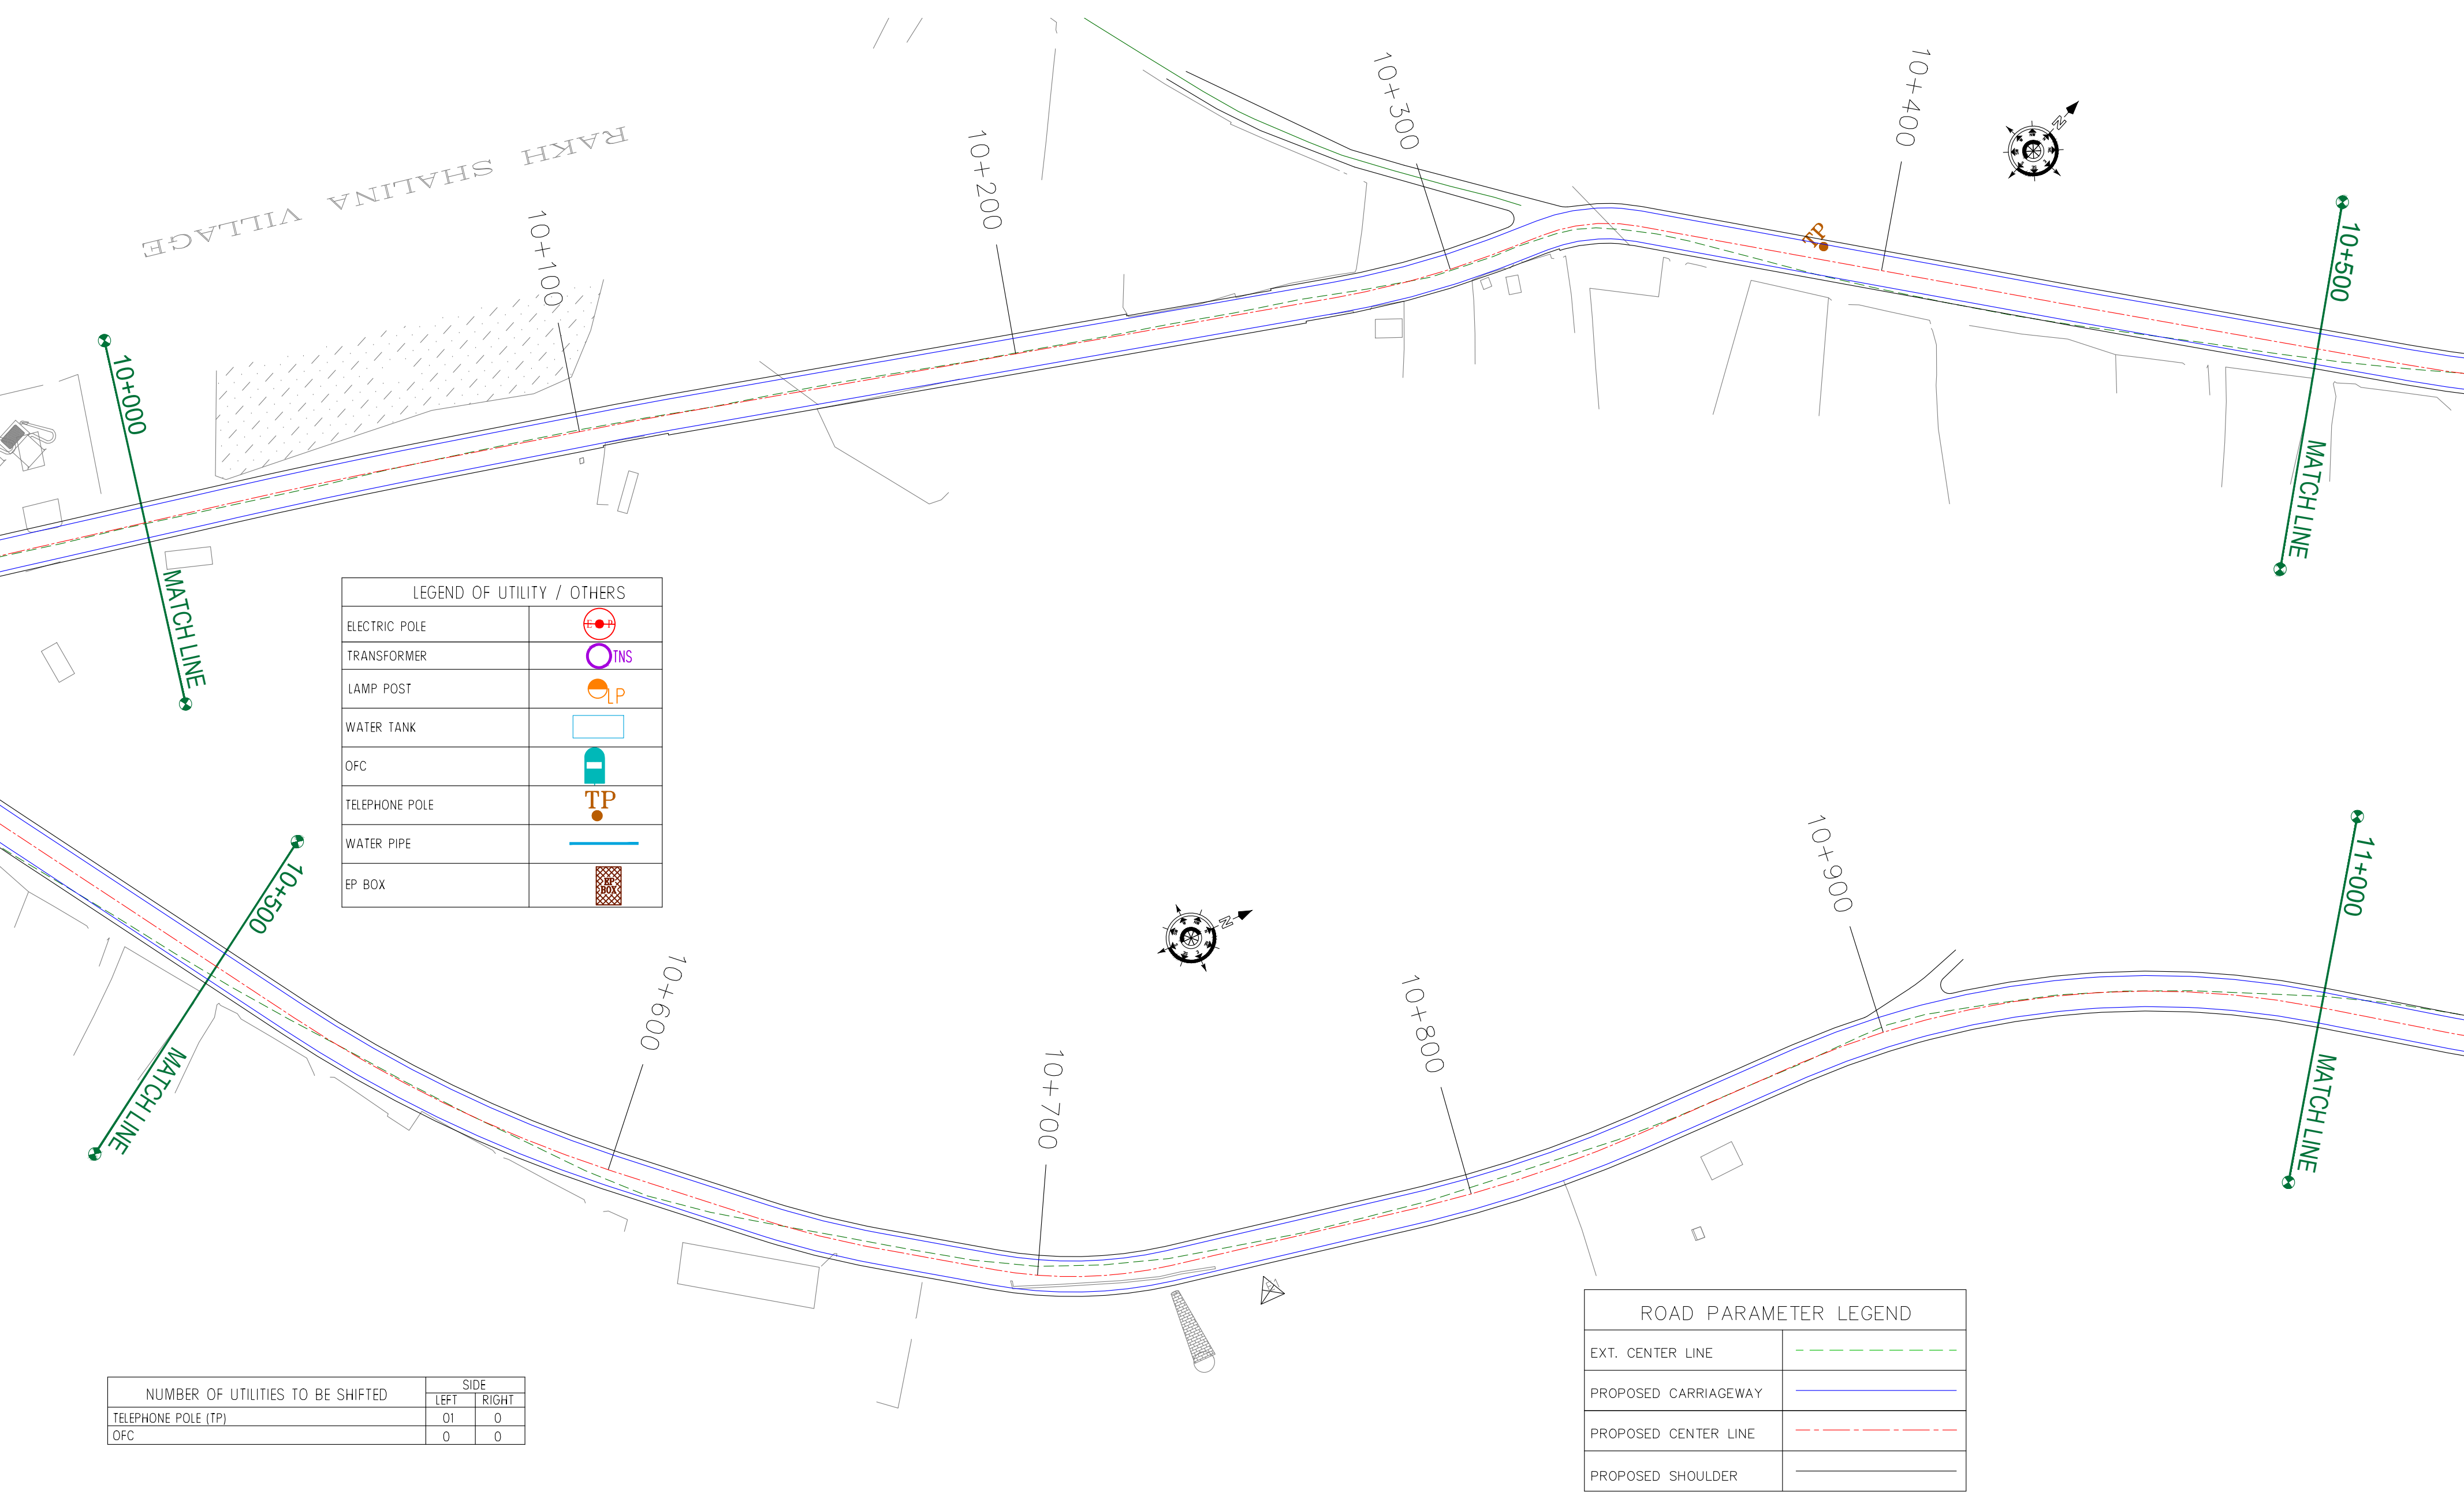 10+000
MATCH LINE
RAKH SHALINA VILLAGE
10+100
10+200
10+300
10+400
TP
N
10+500
MATCH LINE
LEGEND OF UTILITY / OTHERS
ELECTRIC POLE E P
TRANSFORMER TNS
LAMP POST LP
WATER TANK
OFC
TELEPHONE POLE TP
WATER PIPE
EP BOX EP BOX
10+500
MATCH LINE
10+600
10+700
N
10+800
10+900
11+000
MATCH LINE
NUMBER OF UTILITIES TO BE SHIFTED SIDE
LEFT RIGHT
TELEPHONE POLE (TP) 01 0
OFC 0 0
ROAD PARAMETER LEGEND
EXT. CENTER LINE
PROPOSED CARRIAGEWAY
PROPOSED CENTER LINE
PROPOSED SHOULDER